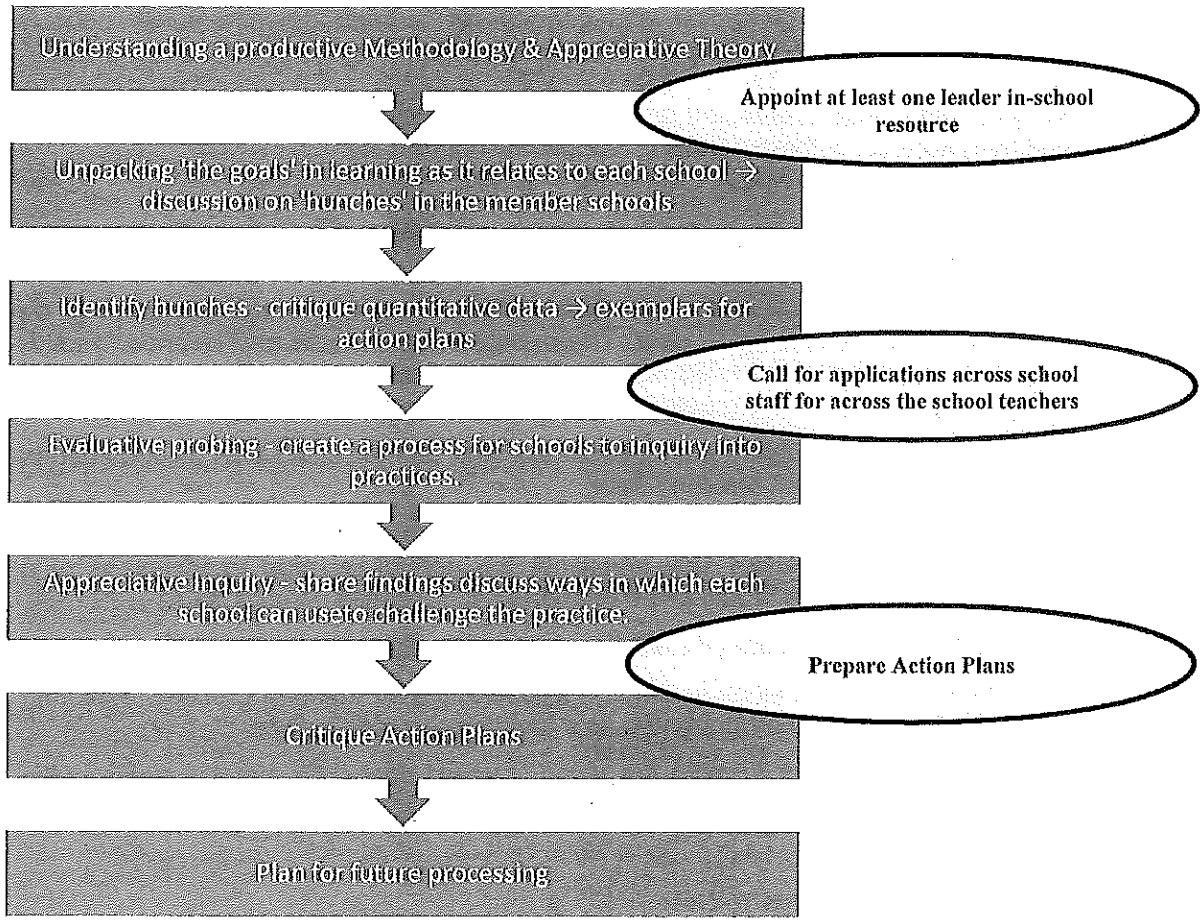 Understanding a productive Methodology & Appreciative Theory
Appoint at least one leader in-school
resource
Unpacking 'the goals' in learning as it relates to each school →
discussion on 'hunches' in the member schools
Identify hunches - critique quantitative data → exemplars for
action plans
Call for applications across school
staff for across the school teachers
Evaluative probing - create a process for schools to inquiry into
practices.
Appreciative Inquiry - share findings discuss ways in which each
school can useto challenge the practice.
Prepare Action Plans
Critique Action Plans
Plan for future processing